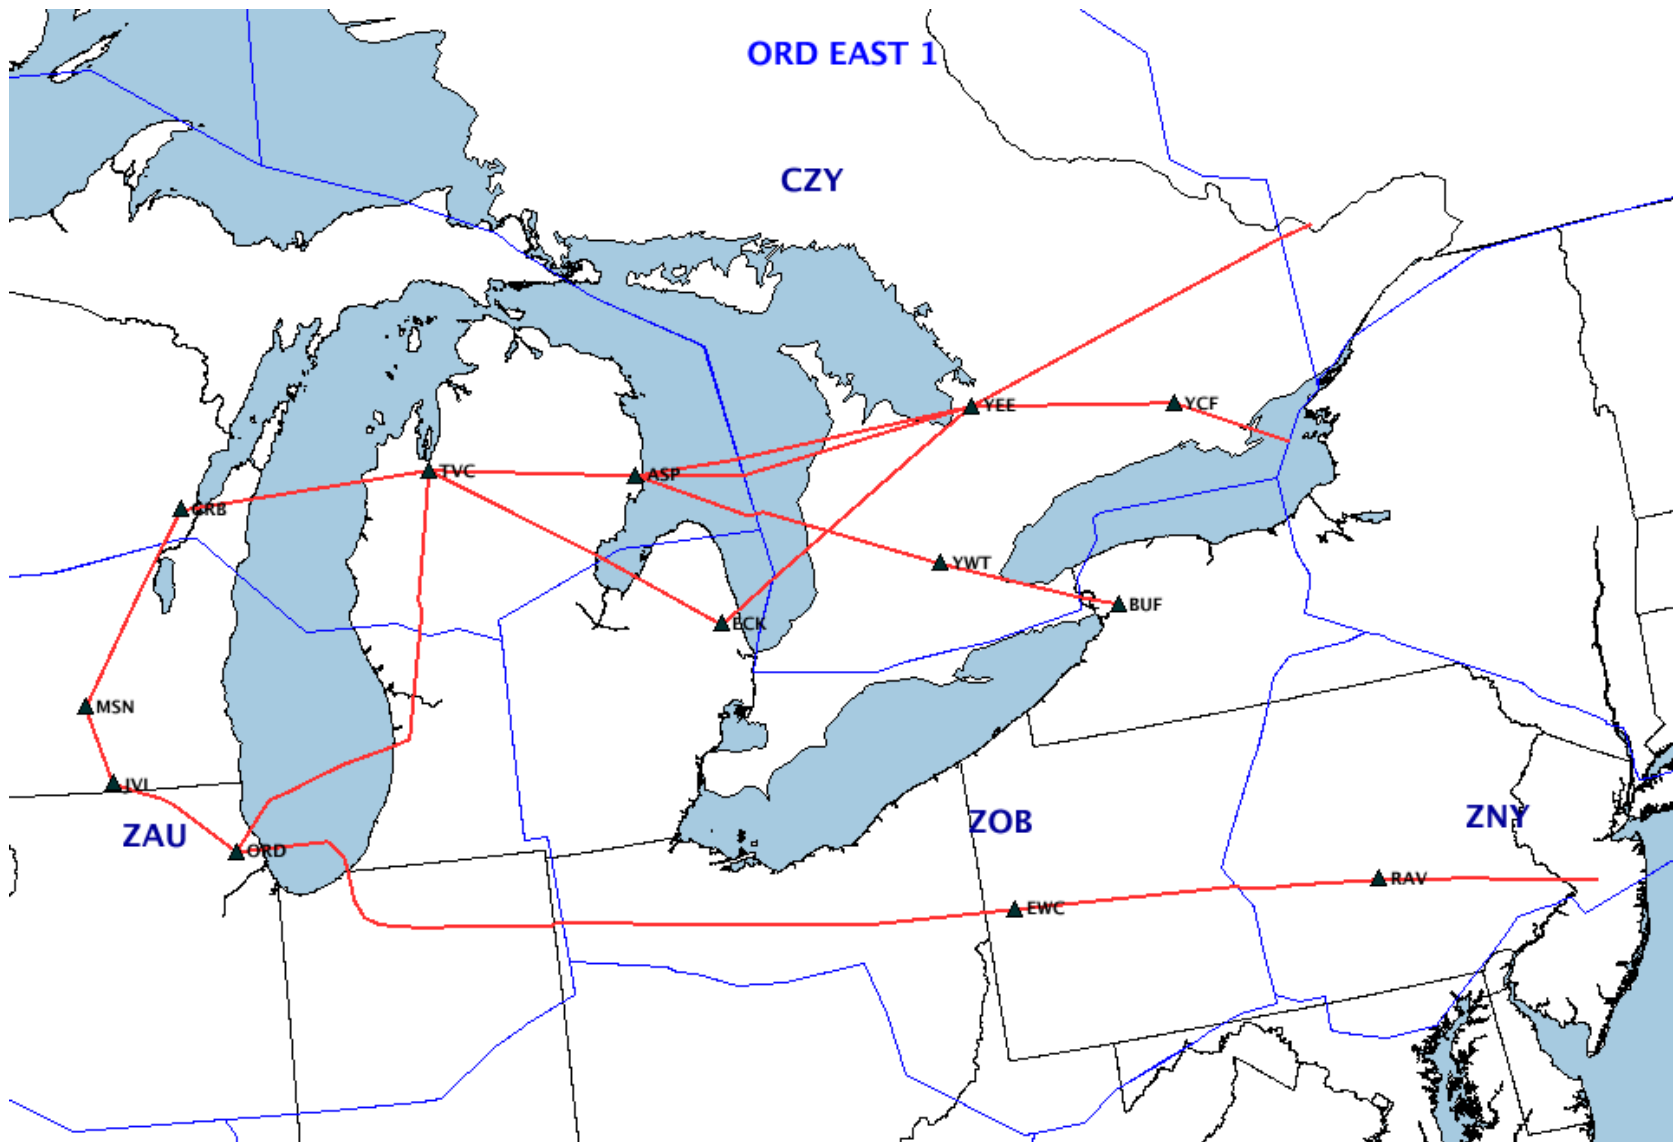 ORD EAST 1
CZY
YEE
YCF
TVC
ASP
GRB
YWT
BUF
ECK
MSN
JVL
ZAU
ORD
ZOB
ZNY
RAV
EWC